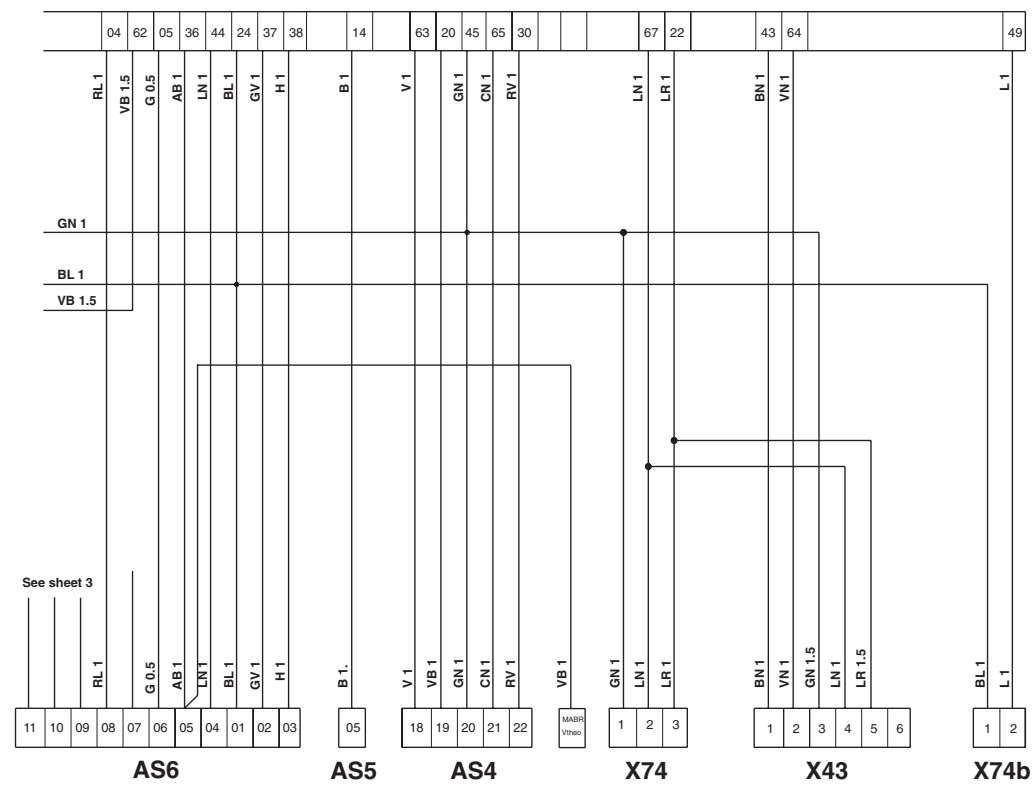 04 62 05 36 44 24 37 38 14 63 20 45 65 30 67 22 43 64 49
RL 1
VB 1.5
G 0.5
AB 1
LN 1
BL 1
GV 1
H 1
B 1
V 1
GN 1
CN 1
RV 1
LN 1
LR 1
BN 1
VN 1
L 1
GN 1
BL 1
VB 1.5
See sheet 3
RL 1
G 0.5
AB 1
LN 1
BL 1
GV 1
H 1
B 1.
V 1
VB 1
GN 1
CN 1
RV 1
VB 1
GN 1
LN 1
LR 1
BN 1
VN 1
GN 1.5
LN 1
LR 1.5
BL 1
L 1
11 10 09 08 07 06 05 04 01 02 03
05
18 19 20 21 22
MABR
Vtheo
1 2 3
1 2 3 4 5 6
1 2
AS6 AS5 AS4 X74 X43 X74b